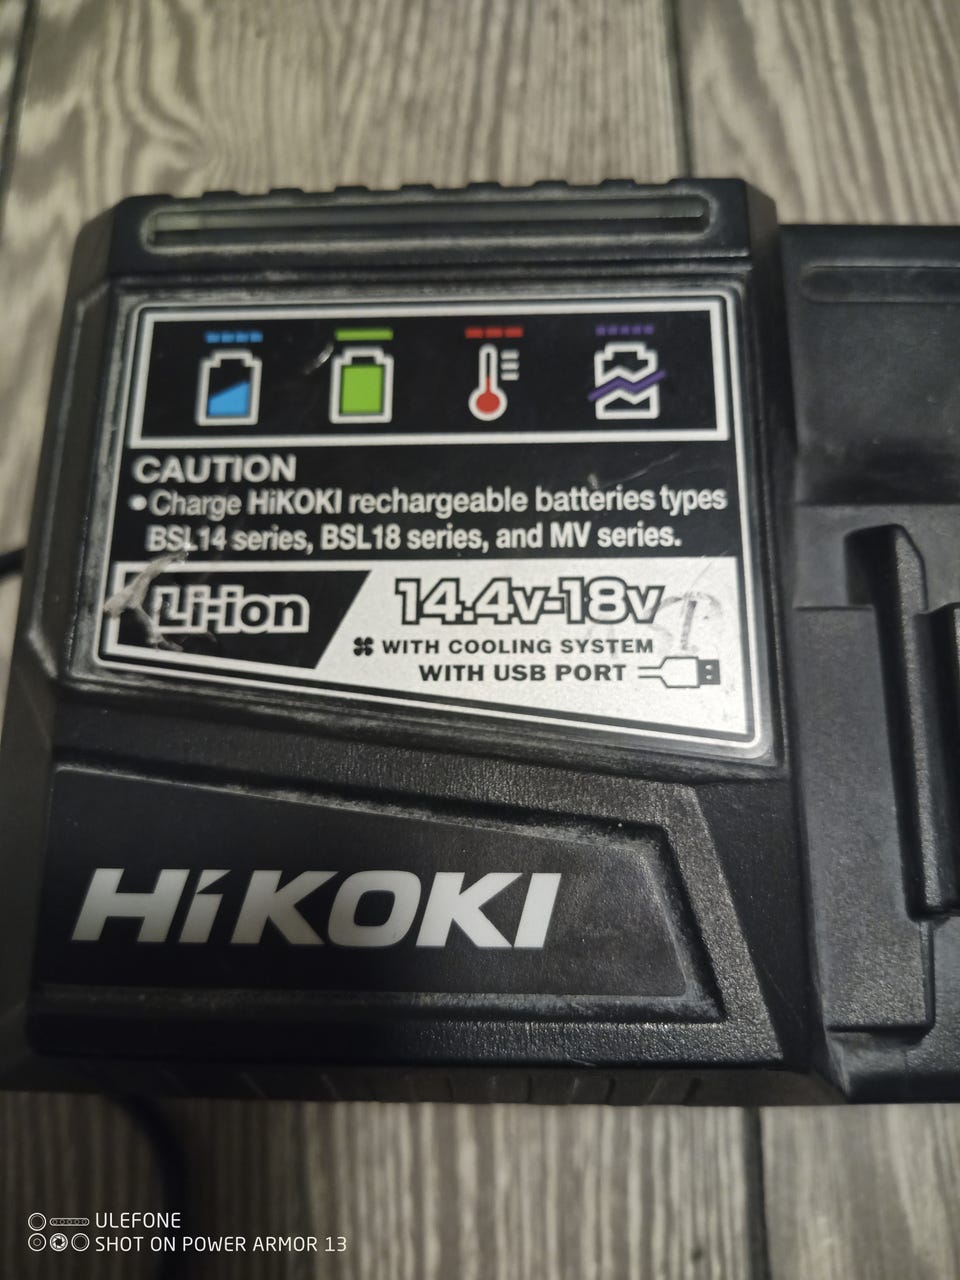 CAUTION
• Charge HiKOKI rechargeable batteries types
BSL14 series, BSL18 series, and MV series.
Li-ion
14.4v-18v
WITH COOLING SYSTEM
WITH USB PORT
HiKOKI
ULEFONE
SHOT ON POWER ARMOR 13